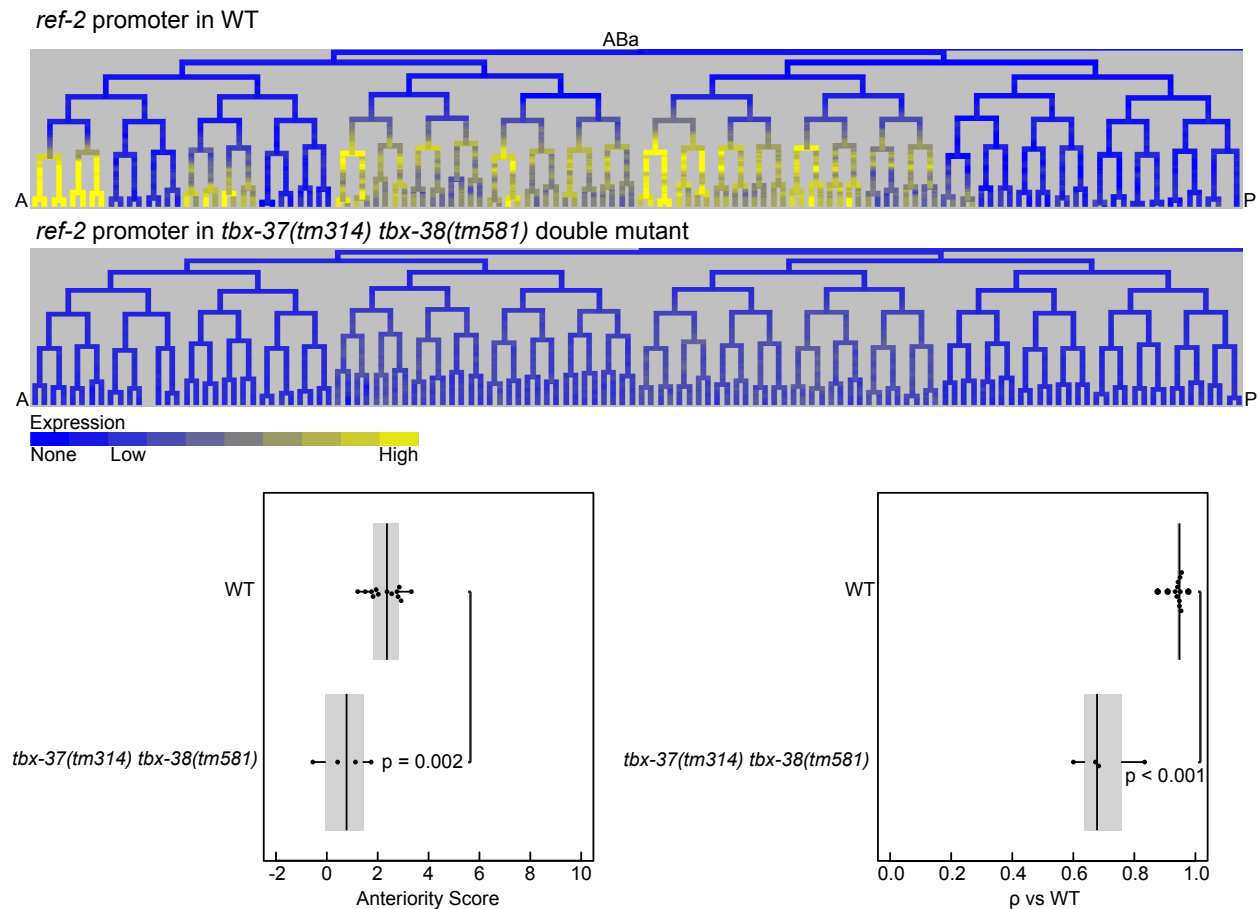 ref-2 promoter in WT
ABa
A P
ref-2 promoter in tbx-37(tm314) tbx-38(tm581) double mutant
A P
Expression
None Low High
WT
tbx-37(tm314) tbx-38(tm581)
p = 0.002
-2 0 2 4 6 8 10
Anteriority Score
WT
tbx-37(tm314) tbx-38(tm581)
p < 0.001
0.0 0.2 0.4 0.6 0.8 1.0
ρ vs WT